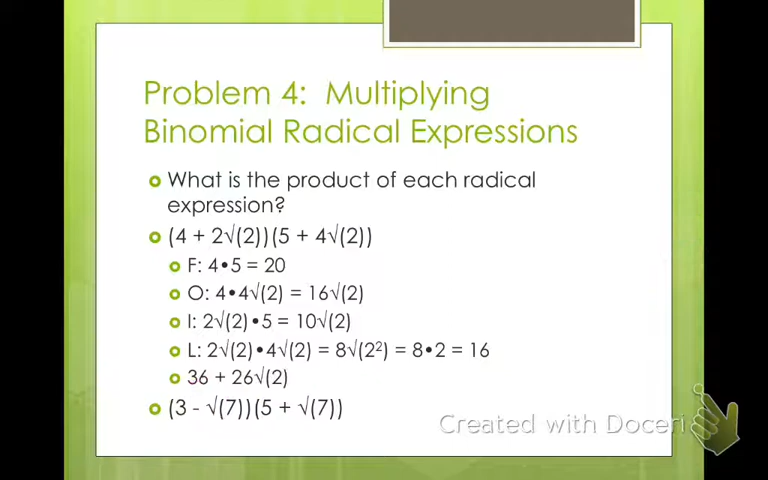 Problem 4: Multiplying
Binomial Radical Expressions
What is the product of each radical
expression?
(4 + 2√(2))(5 + 4√(2))
F: 4•5 = 20
O: 4•4√(2) = 16√(2)
I: 2√(2)•5 = 10√(2)
L: 2√(2)•4√(2) = 8√(2²) = 8•2 = 16
36 + 26√(2)
(3 - √(7))(5 + √(7))
Created with Doceri